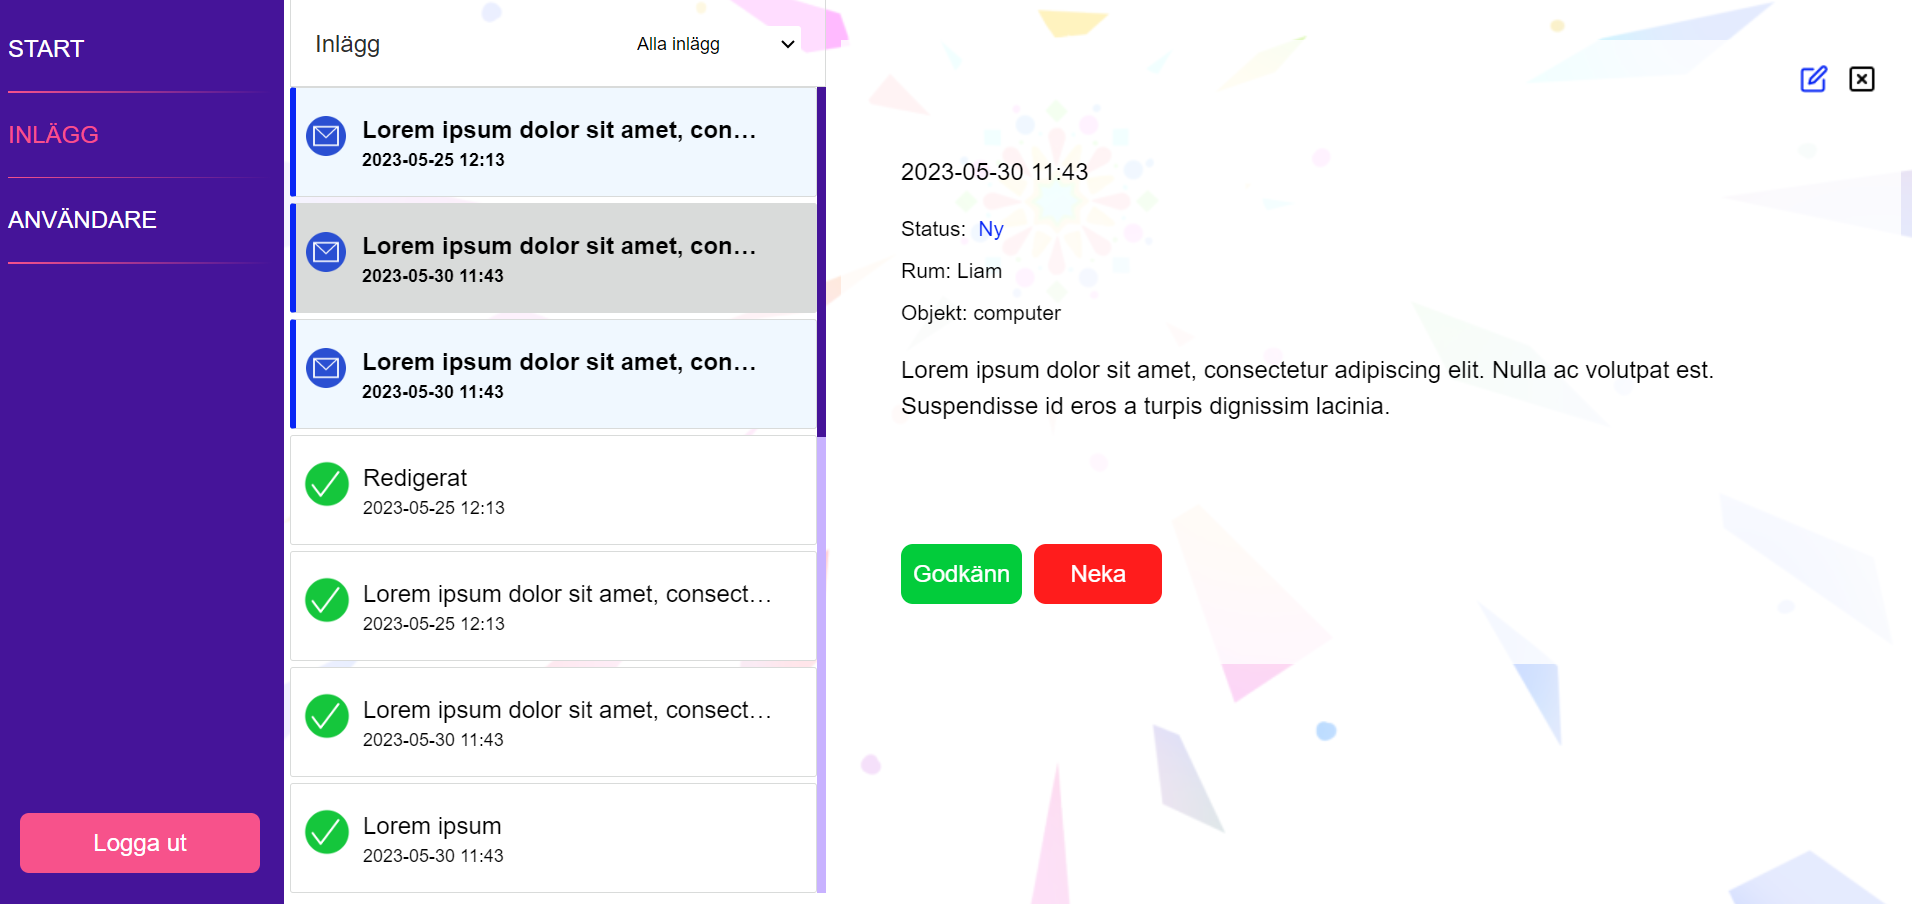 START
INLÄGG
ANVÄNDARE
Logga ut
Inlägg
Alla inlägg
Lorem ipsum dolor sit amet, con…
2023-05-25 12:13
Lorem ipsum dolor sit amet, con…
2023-05-30 11:43
Lorem ipsum dolor sit amet, con…
2023-05-30 11:43
Redigerat
2023-05-25 12:13
Lorem ipsum dolor sit amet, consect…
2023-05-25 12:13
Lorem ipsum dolor sit amet, consect…
2023-05-30 11:43
Lorem ipsum
2023-05-30 11:43
2023-05-30 11:43
Status: Ny
Rum: Liam
Objekt: computer
Lorem ipsum dolor sit amet, consectetur adipiscing elit. Nulla ac volutpat est.
Suspendisse id eros a turpis dignissim lacinia.
Godkänn
Neka